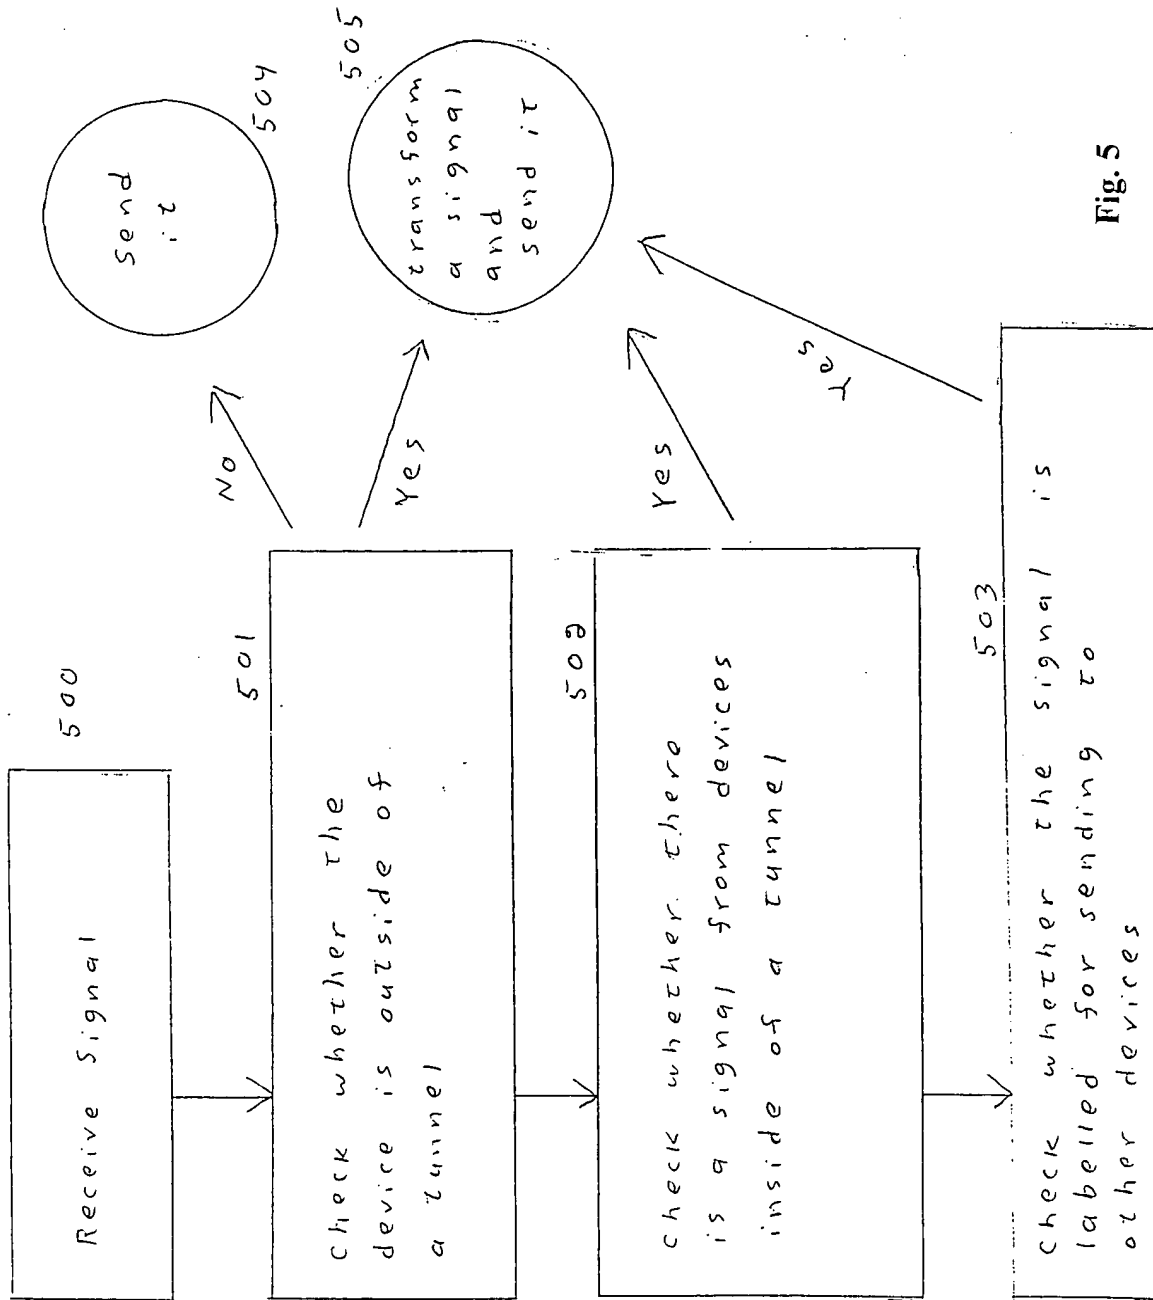 Receive Signal
500
check whether the
device is outside of
a tunnel
501
No
Yes
send
it
504
transform
a signal
and
send it
505
check whether there
is a signal from devices
inside of a tunnel
502
Yes
check whether the signal is
labelled for sending to
other devices
503
Yes
Fig. 5